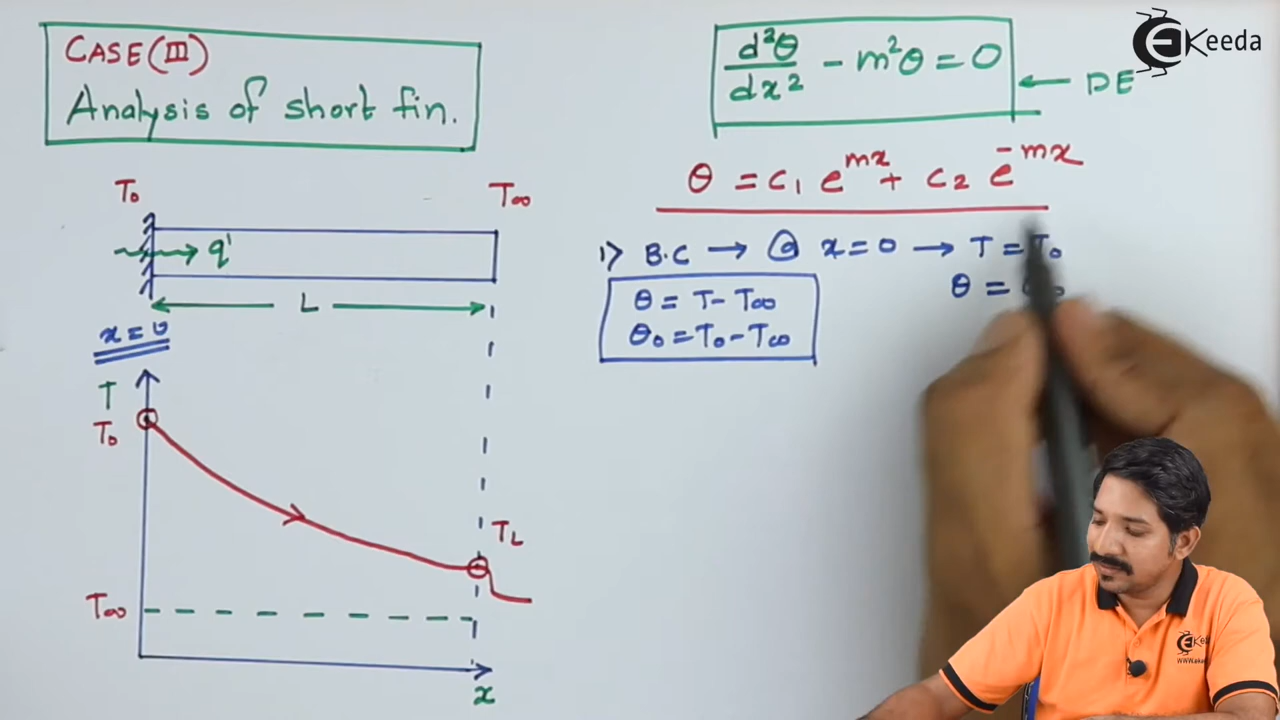 CASE (III)
Analysis of short fin.
T₀
T∞
q'
L
x = 0
T
T₀
T_L
T∞
x
d²θ/dx² - m²θ = 0
← DE
θ = C₁ e^mx + C₂ e^-mx
1> B.C → @ x = 0 → T = T₀
θ =
θ = T - T∞
θ₀ = T₀ - T∞
Keeda